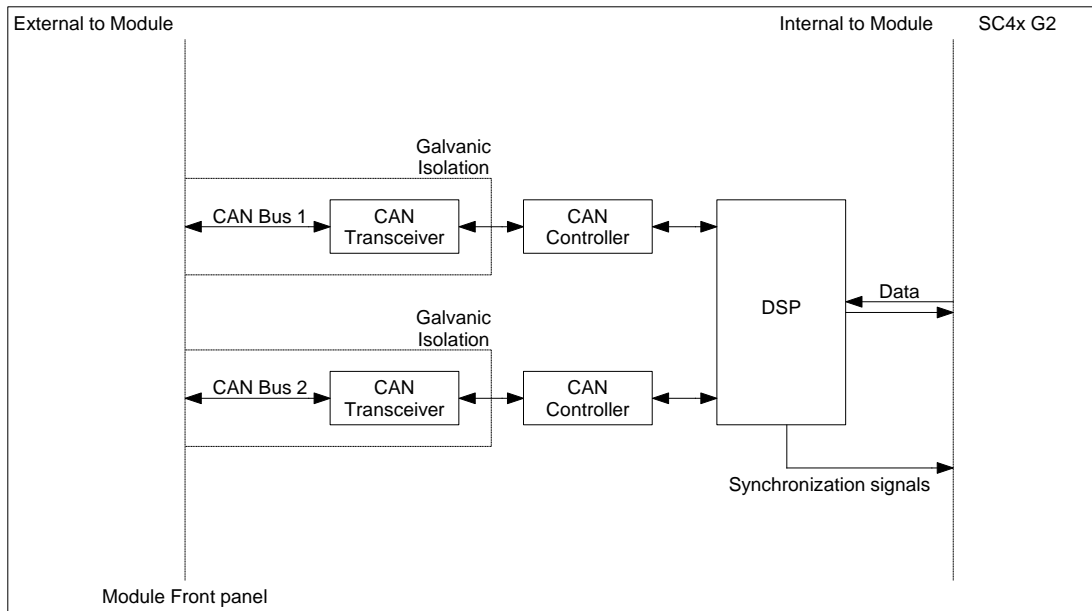 External to Module
Internal to Module
SC4x G2
Galvanic
Isolation
CAN Bus 1
CAN
Transceiver
CAN
Controller
DSP
Data
Galvanic
Isolation
CAN Bus 2
CAN
Transceiver
CAN
Controller
Synchronization signals
Module Front panel